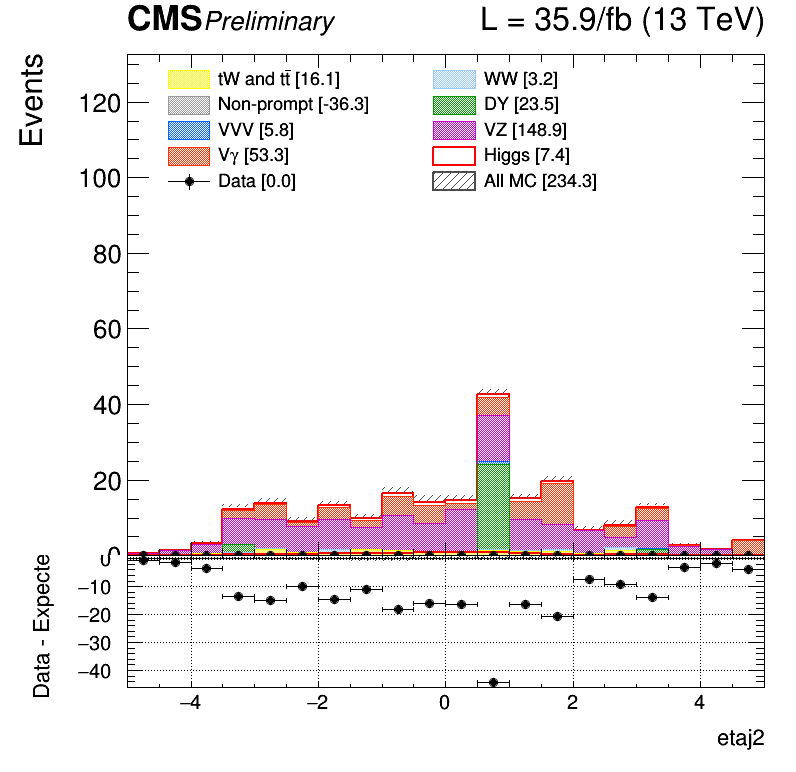 CMS Preliminary L = 35.9/fb (13 TeV)
Events
tW and tt̄ [16.1] WW [3.2]
Non-prompt [-36.3] DY [23.5]
VVV [5.8] VZ [148.9]
Vγ [53.3] Higgs [7.4]
Data [0.0] All MC [234.3]
120
100
80
60
40
20
0
Data - Expecte
−10
−20
−30
−40
−4 −2 0 2 4
etaj2